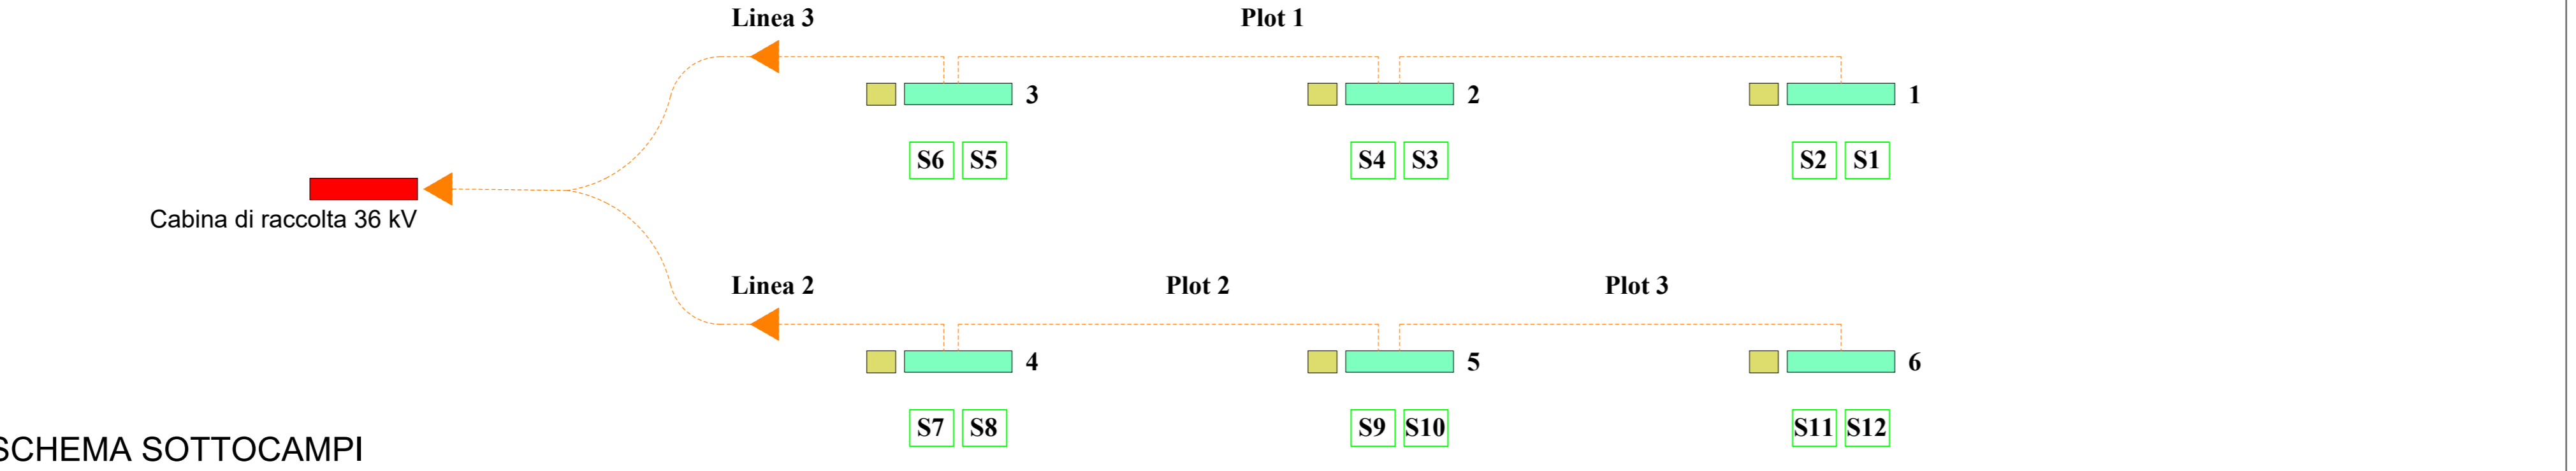 Linea 3 Plot 1
3 2 1
S6 S5 S4 S3 S2 S1
Cabina di raccolta 36 kV
Linea 2 Plot 2 Plot 3
4 5 6
S7 S8 S9 S10 S11 S12
SCHEMA SOTTOCAMPI